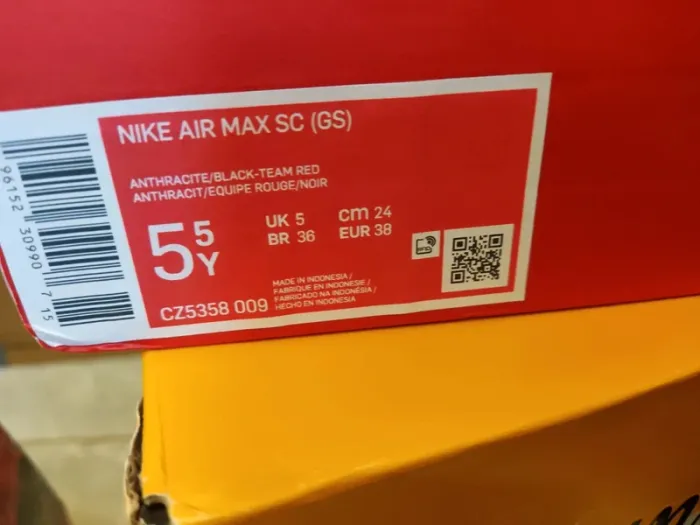 NIKE AIR MAX SC (GS)
ANTHRACITE/BLACK-TEAM RED
ANTHRACIT/EQUIPE ROUGE/NOIR
5 5 Y
UK 5 cm 24
BR 36 EUR 38
MADE IN INDONESIA /
FABRIQUE EN INDONESIE /
FABRICADO NA INDONÉSIA /
HECHO EN INDONESIA
CZ5358 009
96152 30990 715